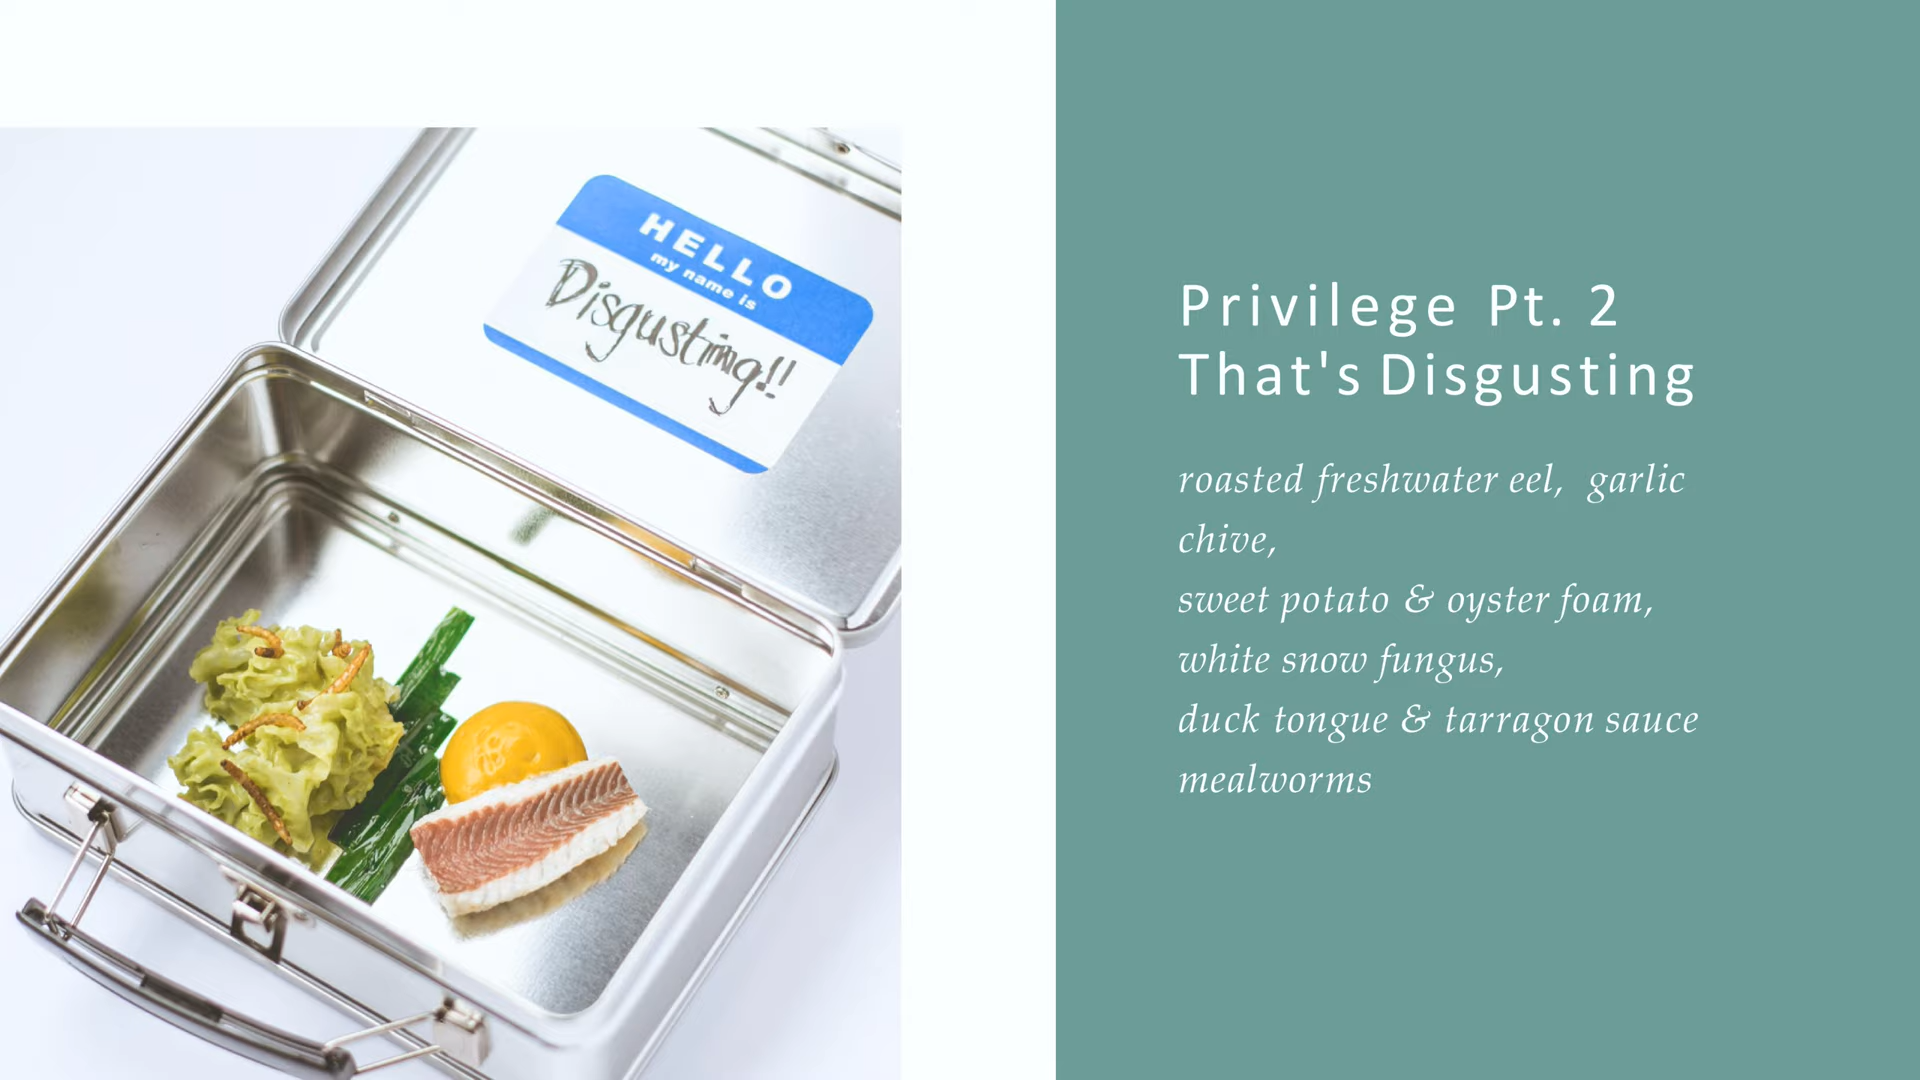 HELLO
my name is
Disgusting!!
Privilege Pt. 2
That's Disgusting
roasted freshwater eel,  garlic
chive,
sweet potato & oyster foam,
white snow fungus,
duck tongue & tarragon sauce
mealworms